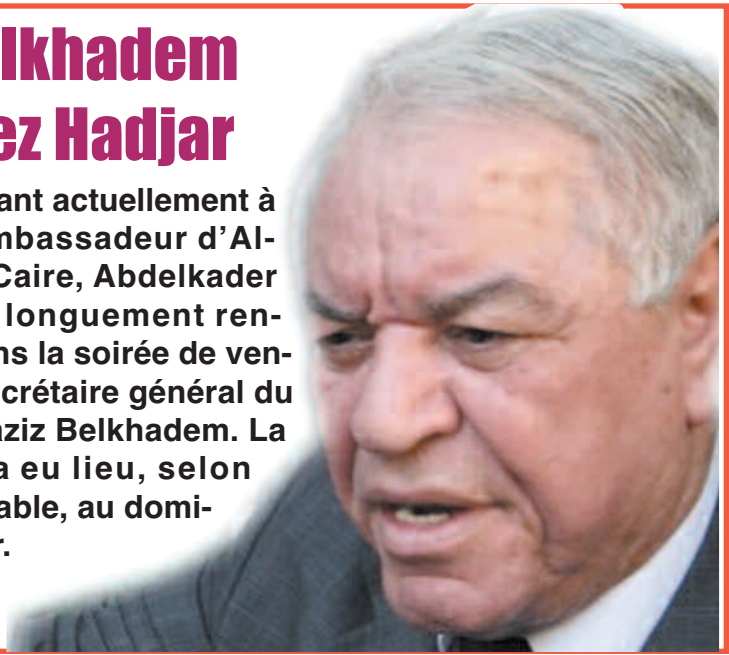 lkhadem
ez Hadjar
ant actuellement à
mbassadeur d’Al-
Caire, Abdelkader
longuement ren-
ns la soirée de ven-
crétaire général du
aziz Belkhadem. La
a eu lieu, selon
able, au domi-
r.